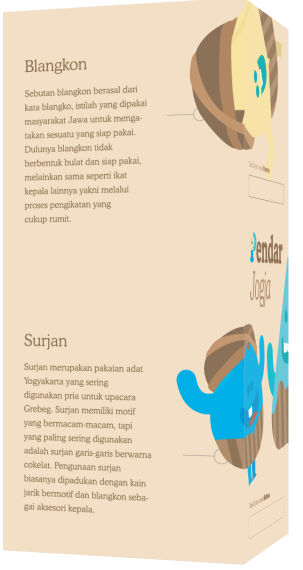 Blangkon
Sebutan blangkon berasal dari
kata blangko, istilah yang dipakai
masyarakat Jawa untuk menga-
takan sesuatu yang siap pakai.
Dulunya blangkon tidak
berbentuk bulat dan siap pakai,
melainkan sama seperti ikat
kepala lainnya yakni melalui
proses pengikatan yang
cukup rumit.
Pendar
Jogja
Surjan
Surjan merupakan pakaian adat
Yogyakarta yang sering
digunakan pria untuk upacara
Grebeg. Surjan memiliki motif
yang bermacam-macam, tapi
yang paling sering digunakan
adalah surjan garis-garis berwarna
cokelat. Pengunaan surjan
biasanya dipadukan dengan kain
jarik bermotif dan blangkon seba-
gai aksesori kepala.